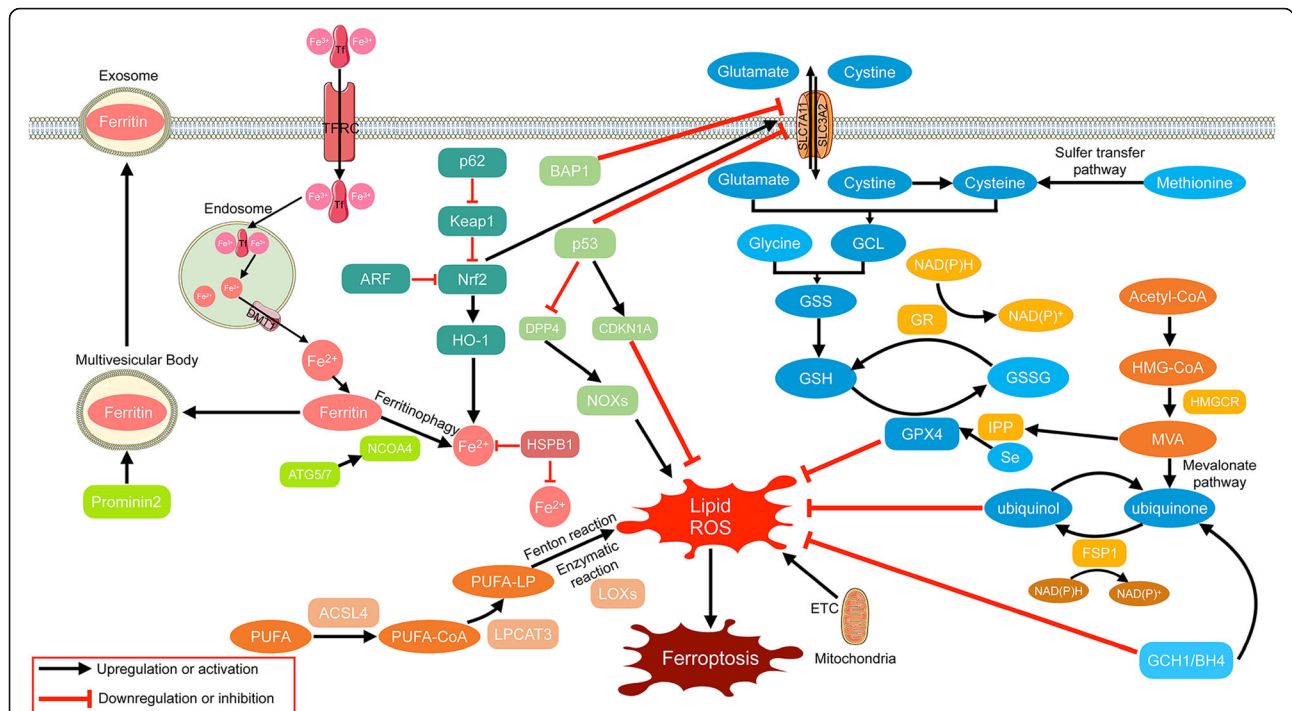 Fe³⁺
Tf
Fe³⁺
Exosome
Ferritin
TFRC
Glutamate
Cystine
SLC7A11
SLC3A2
p62
BAP1
Sulfer transfer
pathway
Fe³⁺
Tf
Fe³⁺
Glutamate
Cystine
Cysteine
Methionine
Endosome
Keap1
Fe³⁺
Tf
Fe³⁺
p53
Glycine
GCL
NAD(P)H
ARF
Nrf2
Fe²⁺
Fe²⁺
DMT1
GSS
GR
NAD(P)⁺
Acetyl-CoA
DPP4
CDKN1A
HO-1
Multivesicular Body
Fe²⁺
HMG-CoA
GSH
GSSG
HMGCR
NOXs
Ferritin
Ferritin
Ferritinophagy
GPX4
IPP
MVA
NCOA4
Fe²⁺
HSPB1
Se
ATG5/7
Mevalonate
pathway
Prominin2
Fe²⁺
Lipid
ROS
ubiquinol
ubiquinone
Fenton reaction
Enzymatic
reaction
FSP1
PUFA-LP
LOXs
NAD(P)H
NAD(P)⁺
ETC
ACSL4
PUFA
PUFA-CoA
LPCAT3
Mitochondria
Ferroptosis
GCH1/BH4
Upregulation or activation
Downregulation or inhibition